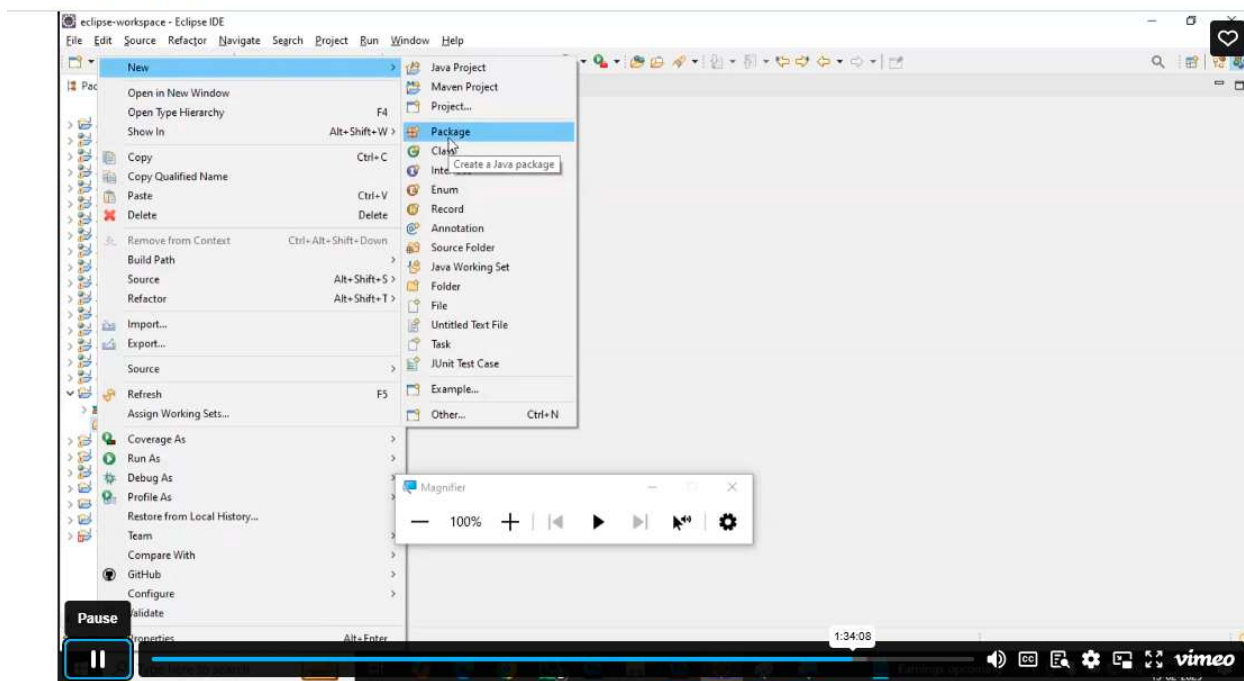 eclipse-workspace - Eclipse IDE
File Edit Source Refactor Navigate Search Project Run Window Help
Pac
New
Open in New Window
Open Type Hierarchy F4
Show In Alt+Shift+W >
Copy Ctrl+C
Copy Qualified Name
Paste Ctrl+V
Delete Delete
Remove from Context Ctrl+Alt+Shift+Down
Build Path
Source Alt+Shift+S >
Refactor Alt+Shift+T >
Import...
Export...
Source
Refresh F5
Assign Working Sets...
Coverage As
Run As
Debug As
Profile As
Restore from Local History...
Team
Compare With
GitHub
Configure
Validate
Properties Alt+Enter
Java Project
Maven Project
Project...
Package
Class
Create a Java package
Enum
Record
Annotation
Source Folder
Java Working Set
Folder
File
Untitled Text File
Task
JUnit Test Case
Example...
Other... Ctrl+N
Magnifier
100%
Pause
1:34:08
CC
vimeo